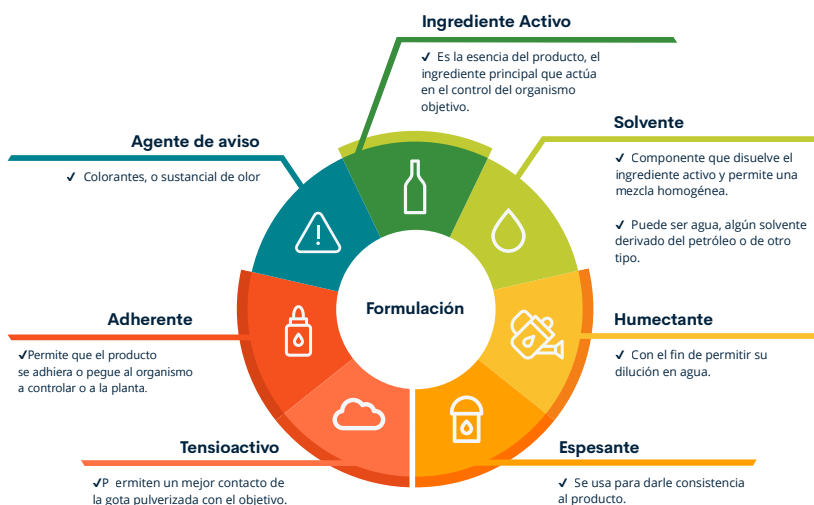 Ingrediente Activo
✓ Es la esencia del producto, el
ingrediente principal que actúa
en el control del organismo
objetivo.
Solvente
✓ Componente que disuelve el
ingrediente activo y permite una
mezcla homogénea.
✓ Puede ser agua, algún solvente
derivado del petróleo o de otro
tipo.
Agente de aviso
✓ Colorantes, o sustancial de olor
Formulación
Adherente
✓Permite que el producto
se adhiera o pegue al organismo
a controlar o a la planta.
Humectante
✓ Con el fin de permitir su
dilución en agua.
Tensioactivo
✓P ermiten un mejor contacto de
la gota pulverizada con el objetivo.
Espesante
✓ Se usa para darle consistencia
al producto.